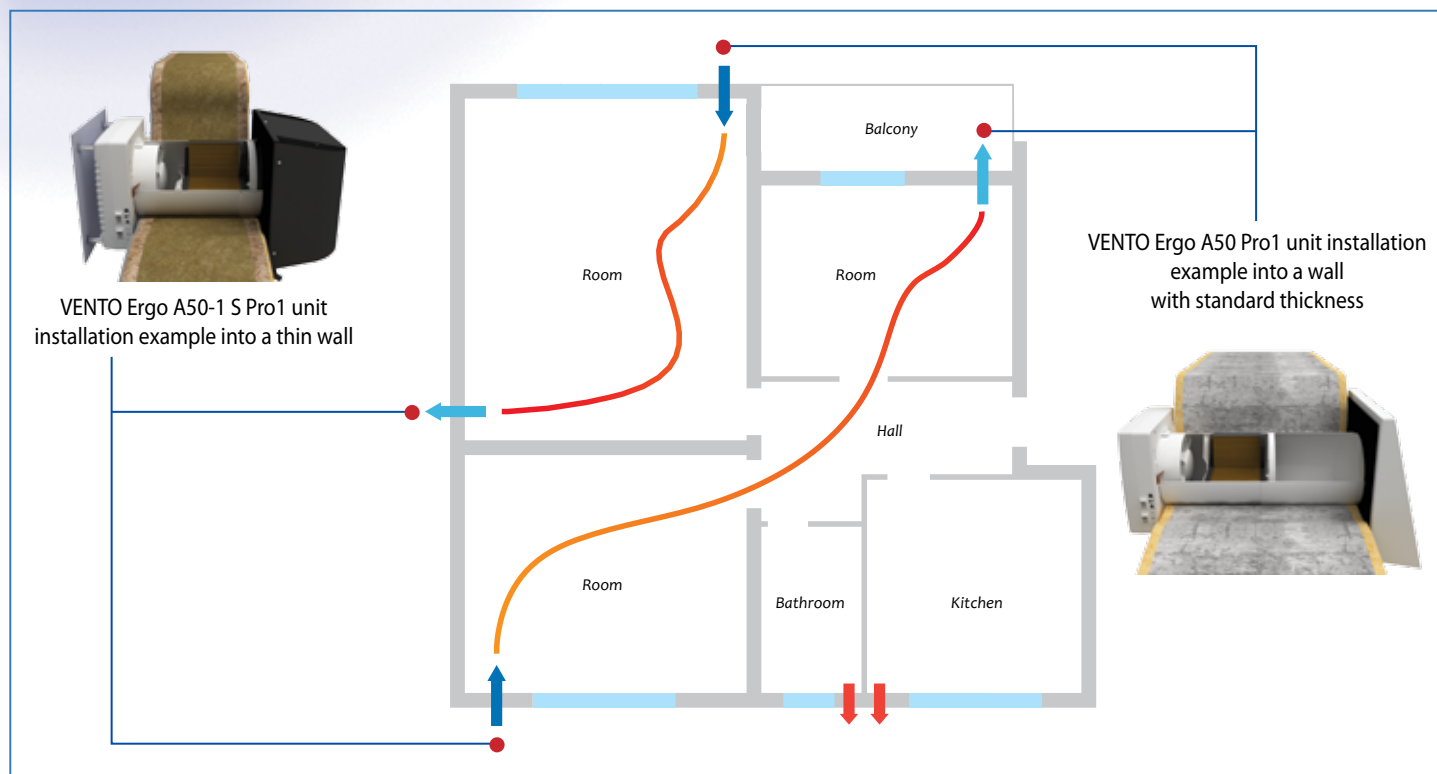 Balcony
Room
Room
VENTO Ergo A50 Pro1 unit installation
example into a wall
with standard thickness
VENTO Ergo A50-1 S Pro1 unit
installation example into a thin wall
Hall
Room
Bathroom
Kitchen